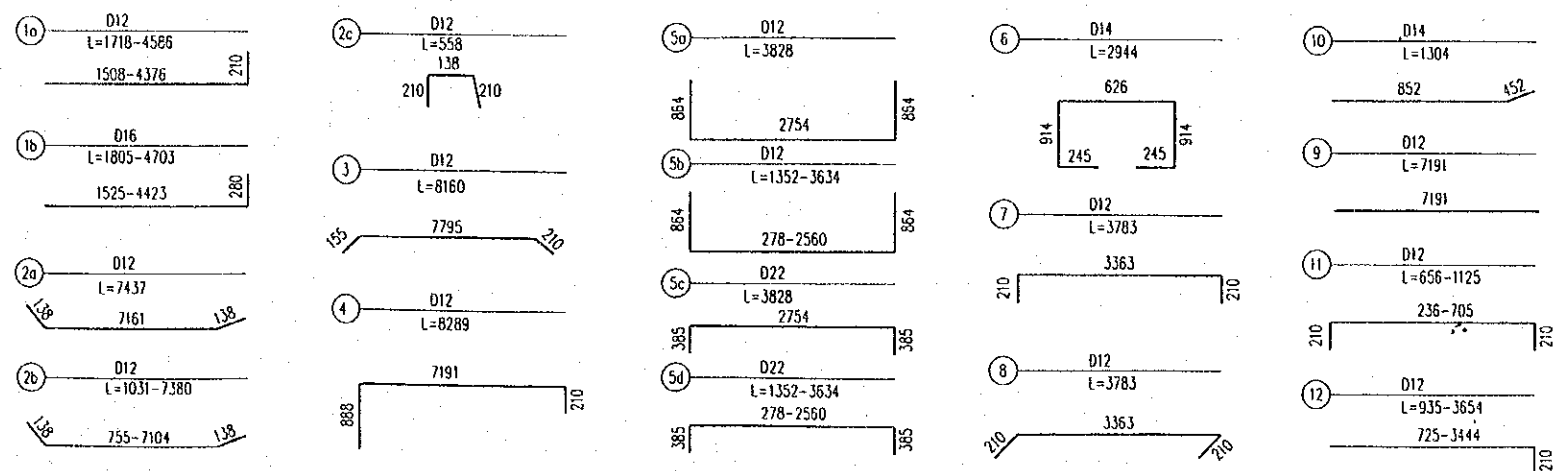 1a
D12
L=1718-4586
1508-4376
210
1b
D16
L=1805-4703
1525-4423
280
2a
D12
L=7437
138
7161
138
2b
D12
L=1031-7380
138
755-7104
138
2c
D12
L=558
138
210
210
3
D12
L=8160
155
7795
210
4
D12
L=8289
7191
888
210
5a
D12
L=3828
864
2754
864
5b
D12
L=1352-3634
864
278-2560
864
5c
D22
L=3828
2754
385
385
5d
D22
L=1352-3634
278-2560
385
385
6
D14
L=2944
626
914
914
245
245
7
D12
L=3783
3363
210
210
8
D12
L=3783
210
3363
210
10
D14
L=1304
852
452
9
D12
L=7191
7191
11
D12
L=656-1125
236-705
210
210
12
D12
L=935-3654
725-3444
210